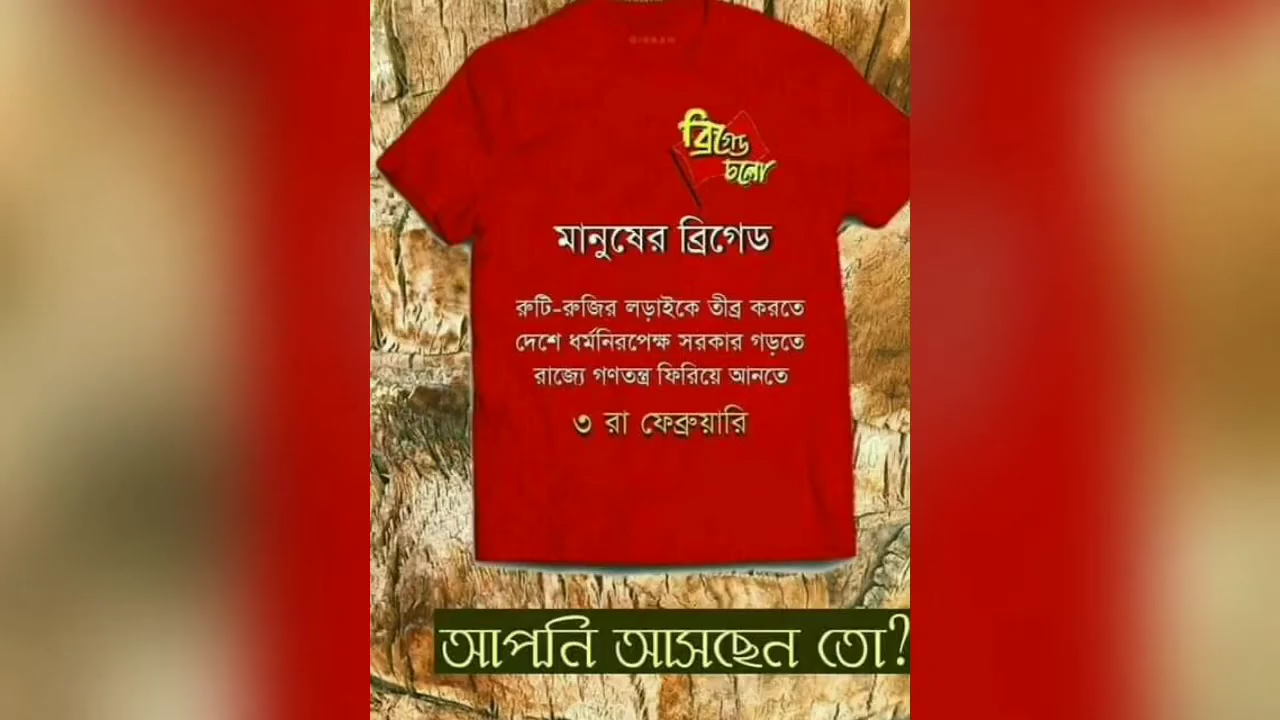 ব্রিগেড
চলো
মানুষের ব্রিগেড
রুটি-রুজির লড়াইকে তীব্র করতে
দেশে ধর্মনিরপেক্ষ সরকার গড়তে
রাজ্যে গণতন্ত্র ফিরিয়ে আনতে
৩ রা ফেব্রুয়ারি
আপনি আসছেন তো?